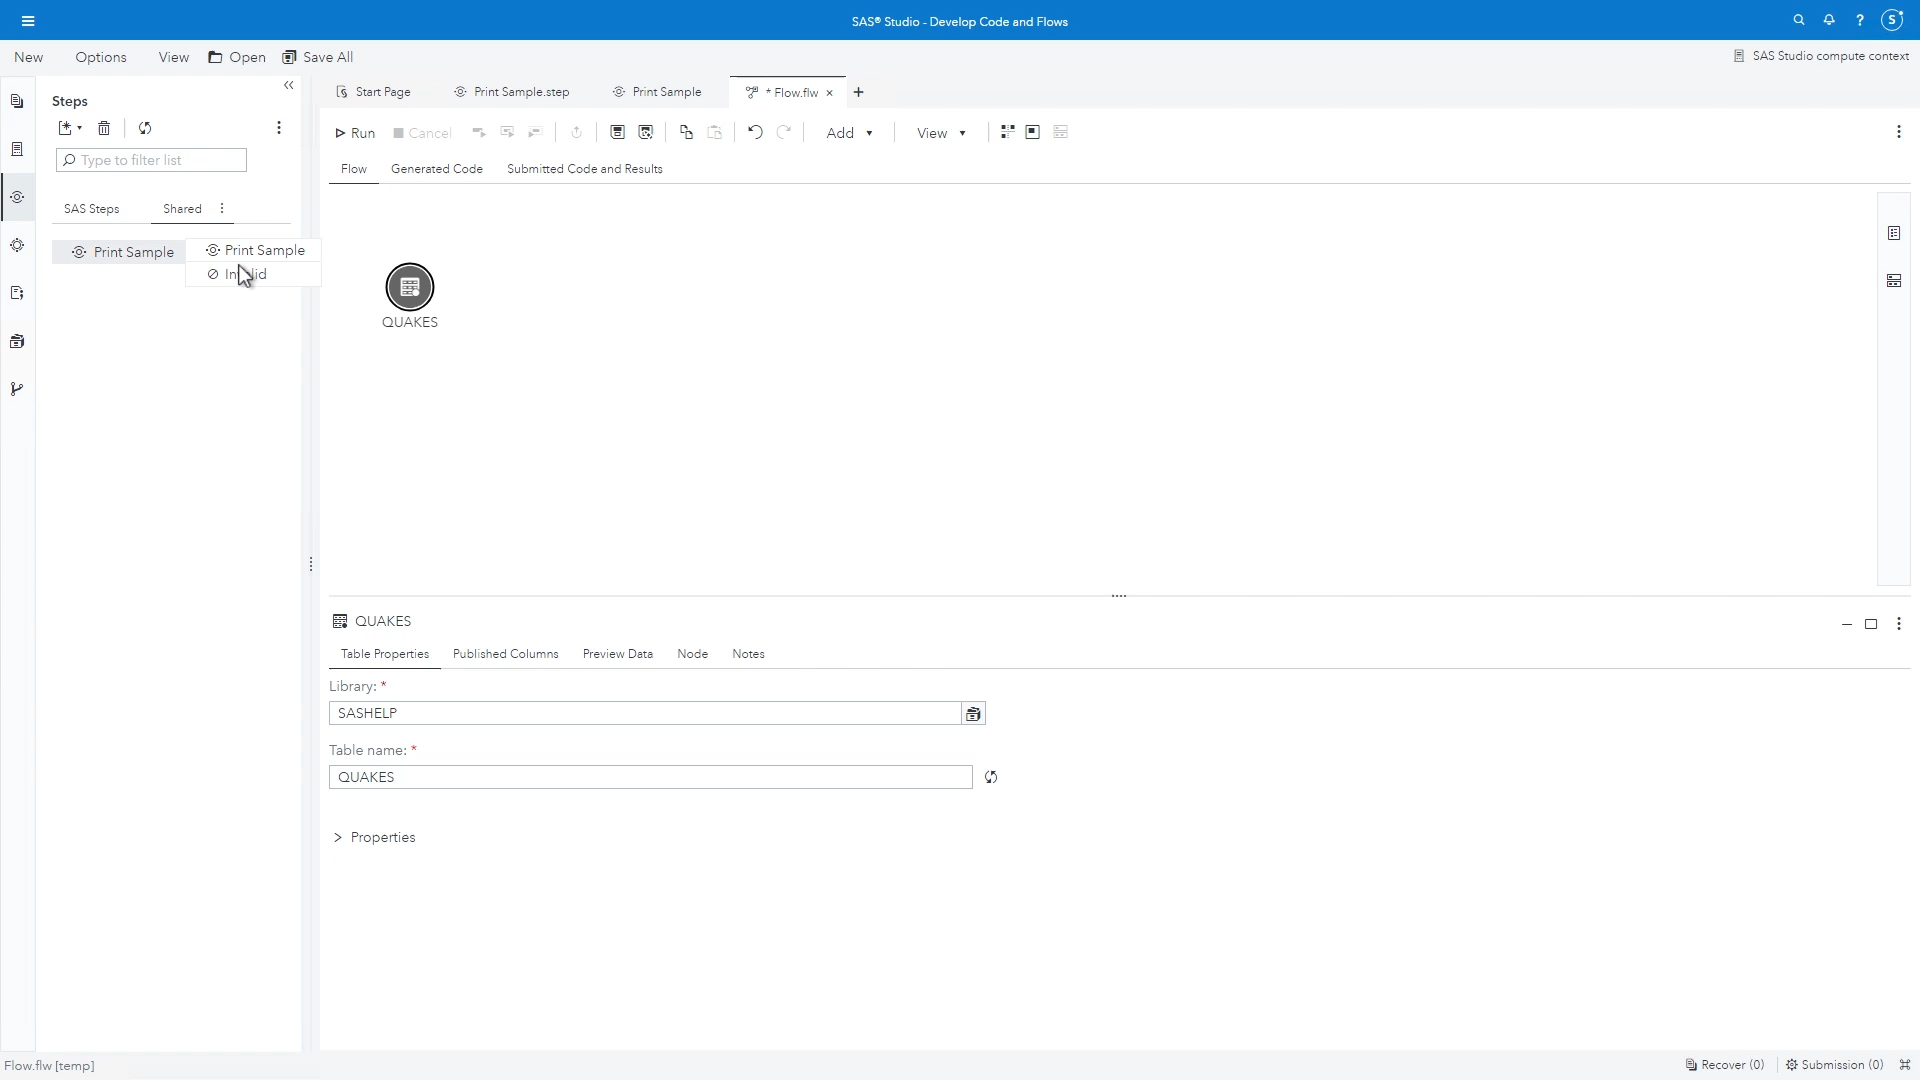 SAS® Studio - Develop Code and Flows
S
New Options View Open Save All
SAS Studio compute context
Steps
Start Page Print Sample.step Print Sample * Flow.flw
Run Cancel Add View
Type to filter list
Flow Generated Code Submitted Code and Results
SAS Steps Shared
Print Sample Print Sample
QUAKES
QUAKES
Table Properties Published Columns Preview Data Node Notes
Library: *
SASHELP
Table name: *
QUAKES
> Properties
Flow.flw [temp]
Recover (0) Submission (0)